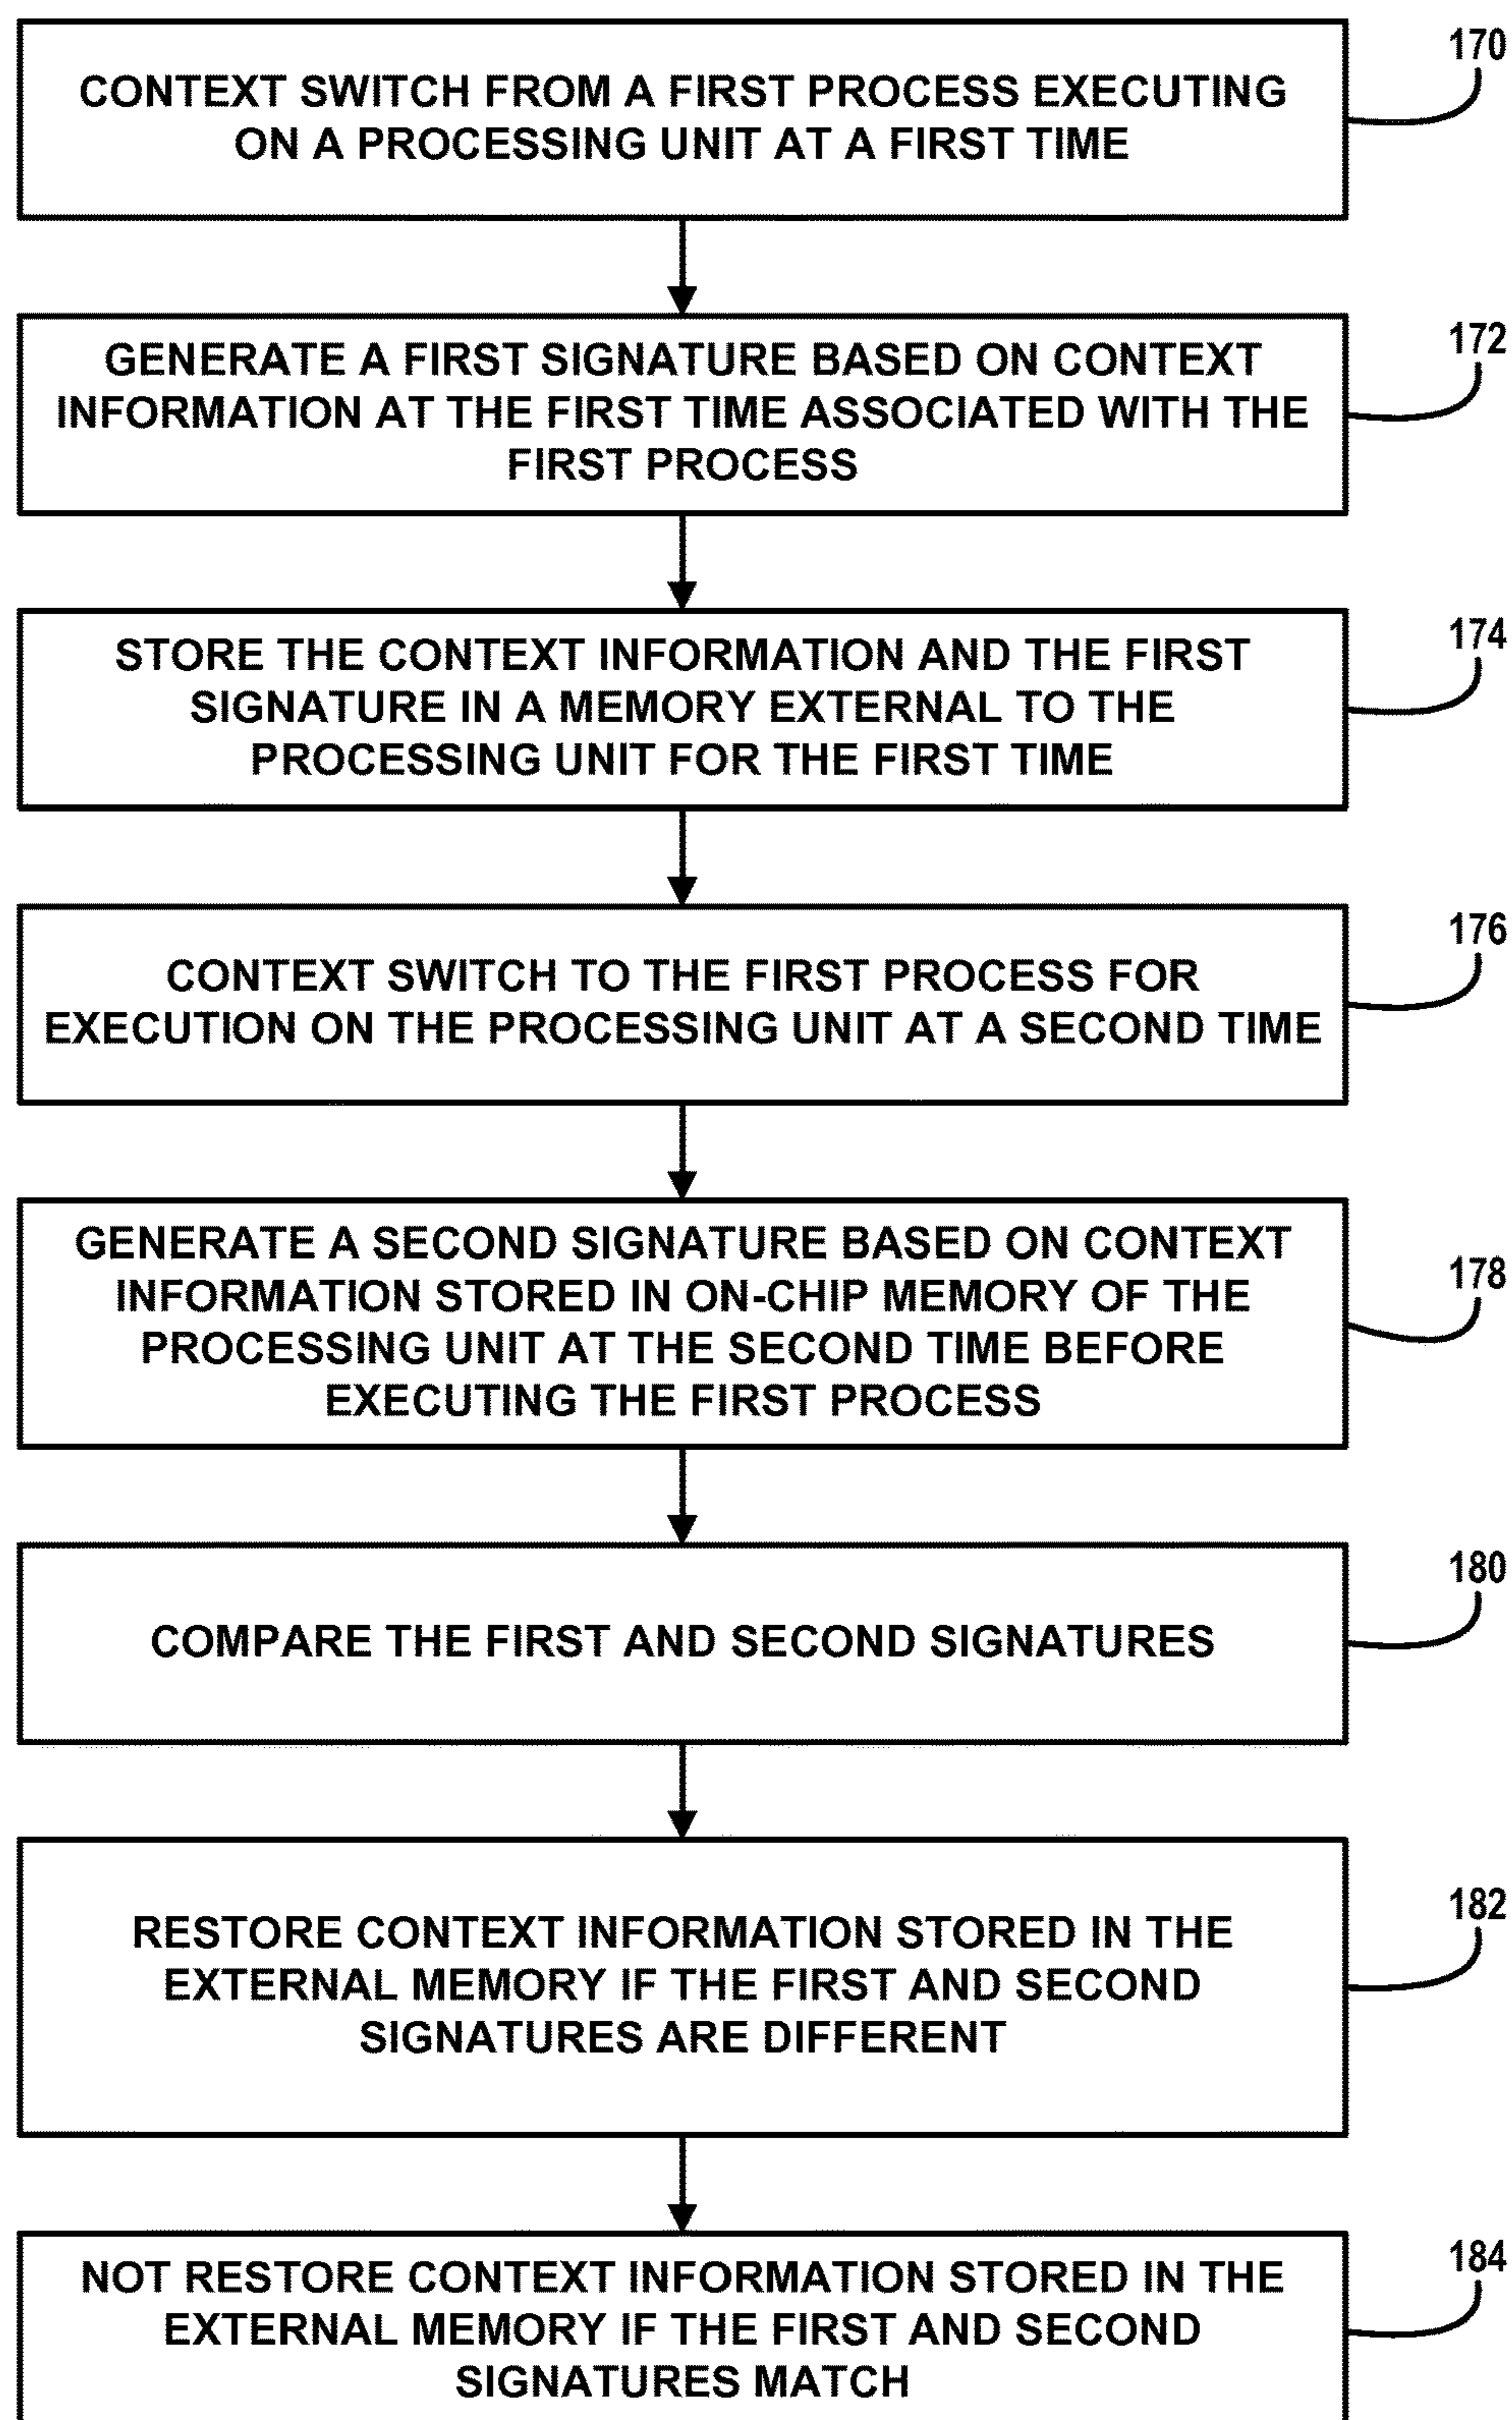 170
CONTEXT SWITCH FROM A FIRST PROCESS EXECUTING
ON A PROCESSING UNIT AT A FIRST TIME
172
GENERATE A FIRST SIGNATURE BASED ON CONTEXT
INFORMATION AT THE FIRST TIME ASSOCIATED WITH THE
FIRST PROCESS
174
STORE THE CONTEXT INFORMATION AND THE FIRST
SIGNATURE IN A MEMORY EXTERNAL TO THE
PROCESSING UNIT FOR THE FIRST TIME
176
CONTEXT SWITCH TO THE FIRST PROCESS FOR
EXECUTION ON THE PROCESSING UNIT AT A SECOND TIME
178
GENERATE A SECOND SIGNATURE BASED ON CONTEXT
INFORMATION STORED IN ON-CHIP MEMORY OF THE
PROCESSING UNIT AT THE SECOND TIME BEFORE
EXECUTING THE FIRST PROCESS
180
COMPARE THE FIRST AND SECOND SIGNATURES
182
RESTORE CONTEXT INFORMATION STORED IN THE
EXTERNAL MEMORY IF THE FIRST AND SECOND
SIGNATURES ARE DIFFERENT
184
NOT RESTORE CONTEXT INFORMATION STORED IN THE
EXTERNAL MEMORY IF THE FIRST AND SECOND
SIGNATURES MATCH